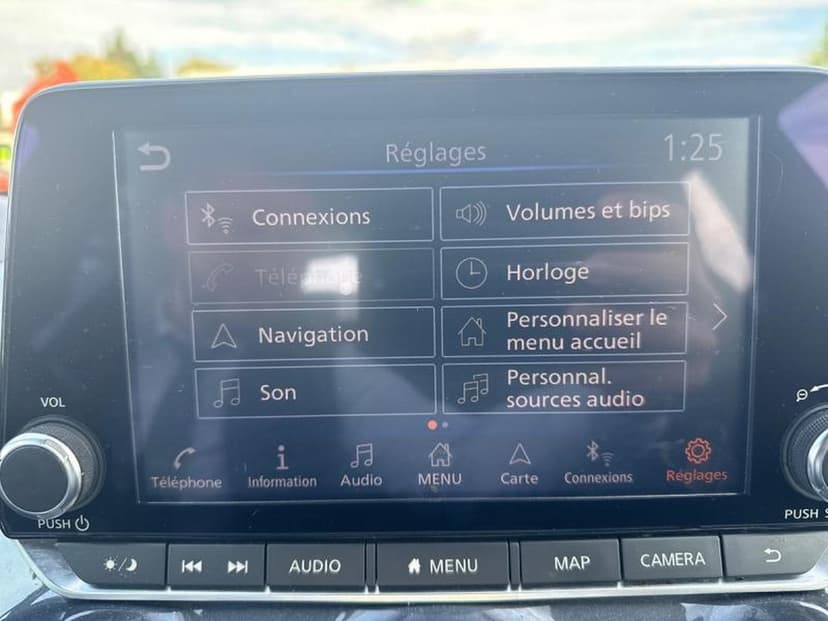 Réglages
1:25
Connexions
Volumes et bips
Téléphone
Horloge
Navigation
Personnaliser le
menu accueil
Son
Personnal.
sources audio
VOL
Téléphone
Information
Audio
MENU
Carte
Connexions
Réglages
PUSH
PUSH
AUDIO
MENU
MAP
CAMERA